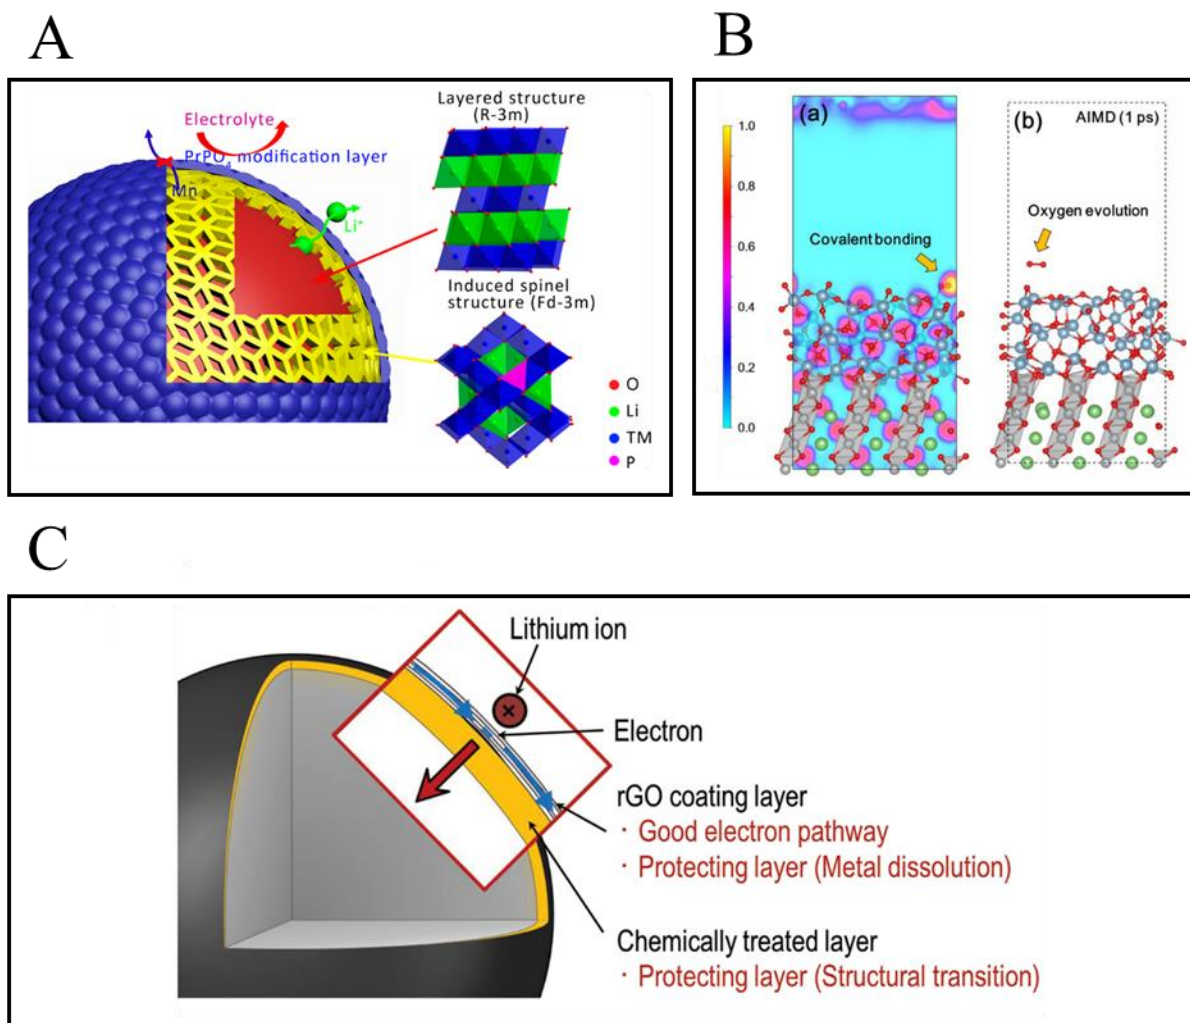 A
Electrolyte
PrPO4 modification layer
Mn
Li+
Layered structure
(R-3m)
Induced spinel
structure (Fd-3m)
O
Li
TM
P
B
(a)
1.0
0.8
0.6
0.4
0.2
0.0
Covalent bonding
(b)
AIMD (1 ps)
Oxygen evolution
C
Lithium ion
×
Electron
rGO coating layer
· Good electron pathway
· Protecting layer (Metal dissolution)
Chemically treated layer
· Protecting layer (Structural transition)